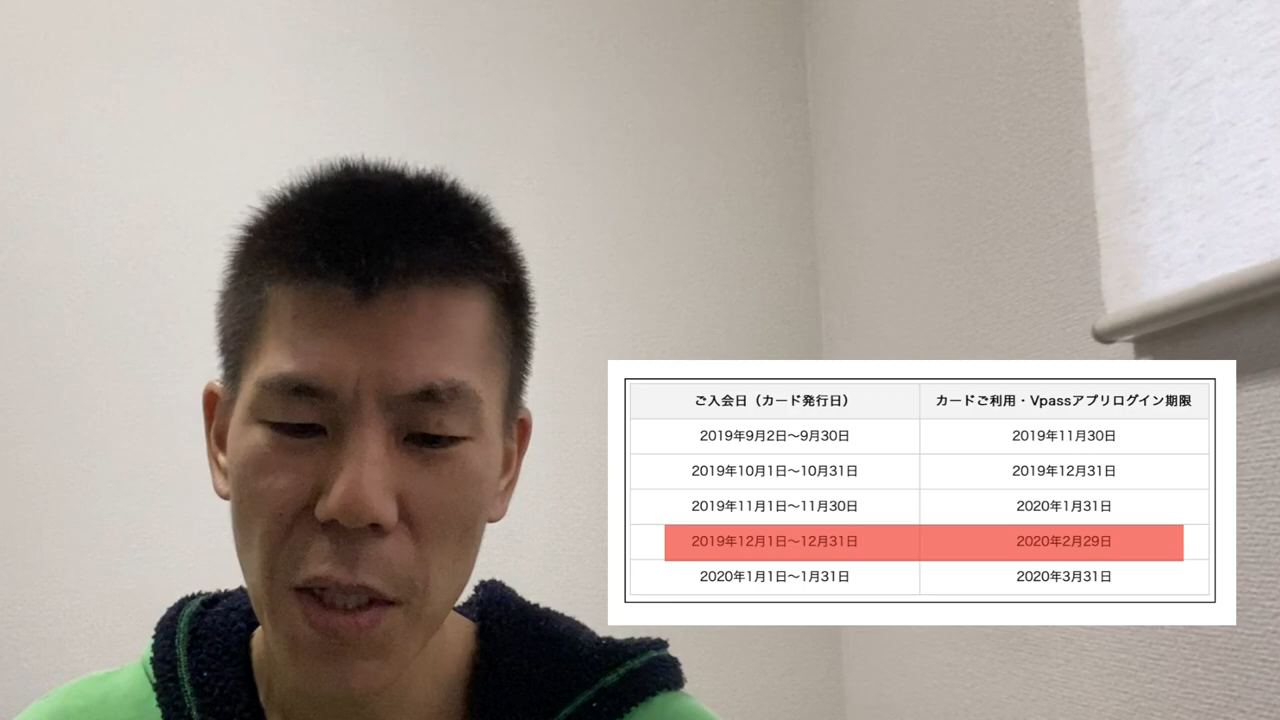 ご入会日（カード発行日） カードご利用・Vpassアプリログイン期限
2019年9月2日〜9月30日 2019年11月30日
2019年10月1日〜10月31日 2019年12月31日
2019年11月1日〜11月30日 2020年1月31日
2019年12月1日〜12月31日 2020年2月29日
2020年1月1日〜1月31日 2020年3月31日